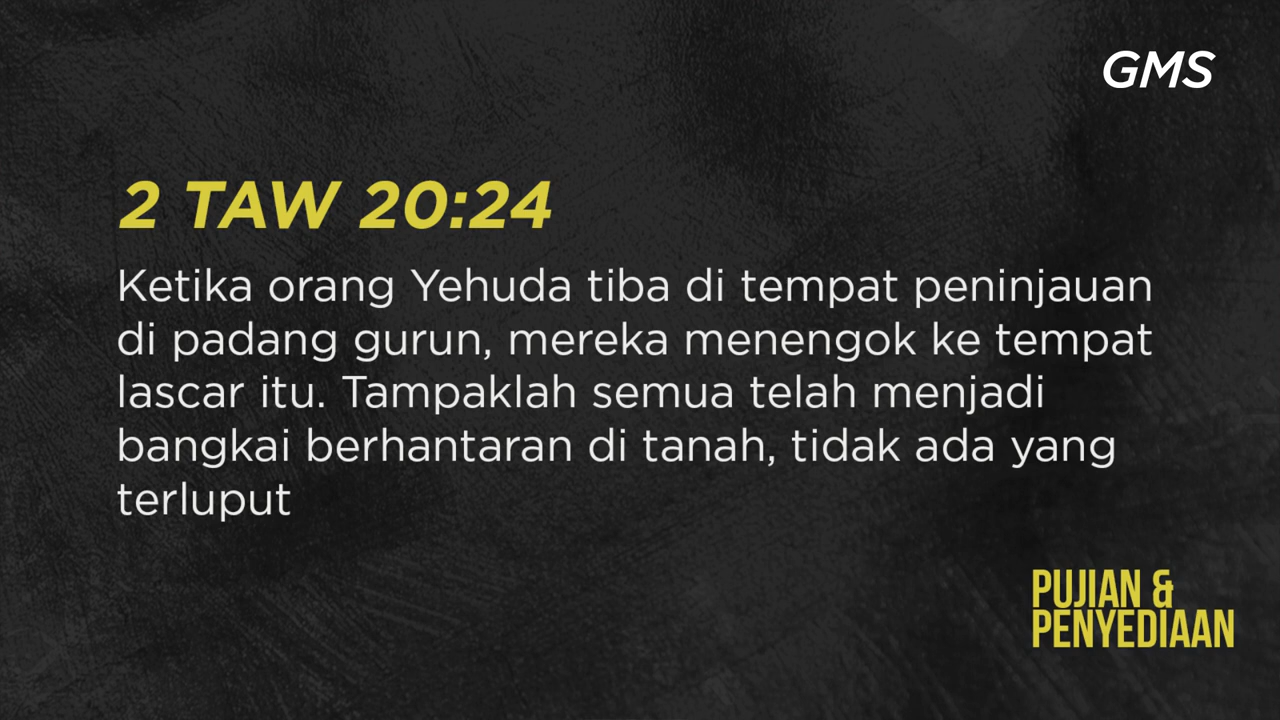 GMS
2 TAW 20:24
Ketika orang Yehuda tiba di tempat peninjauan
di padang gurun, mereka menengok ke tempat
lascar itu. Tampaklah semua telah menjadi
bangkai berhantaran di tanah, tidak ada yang
terluput
PUJIAN &
PENYEDIAAN